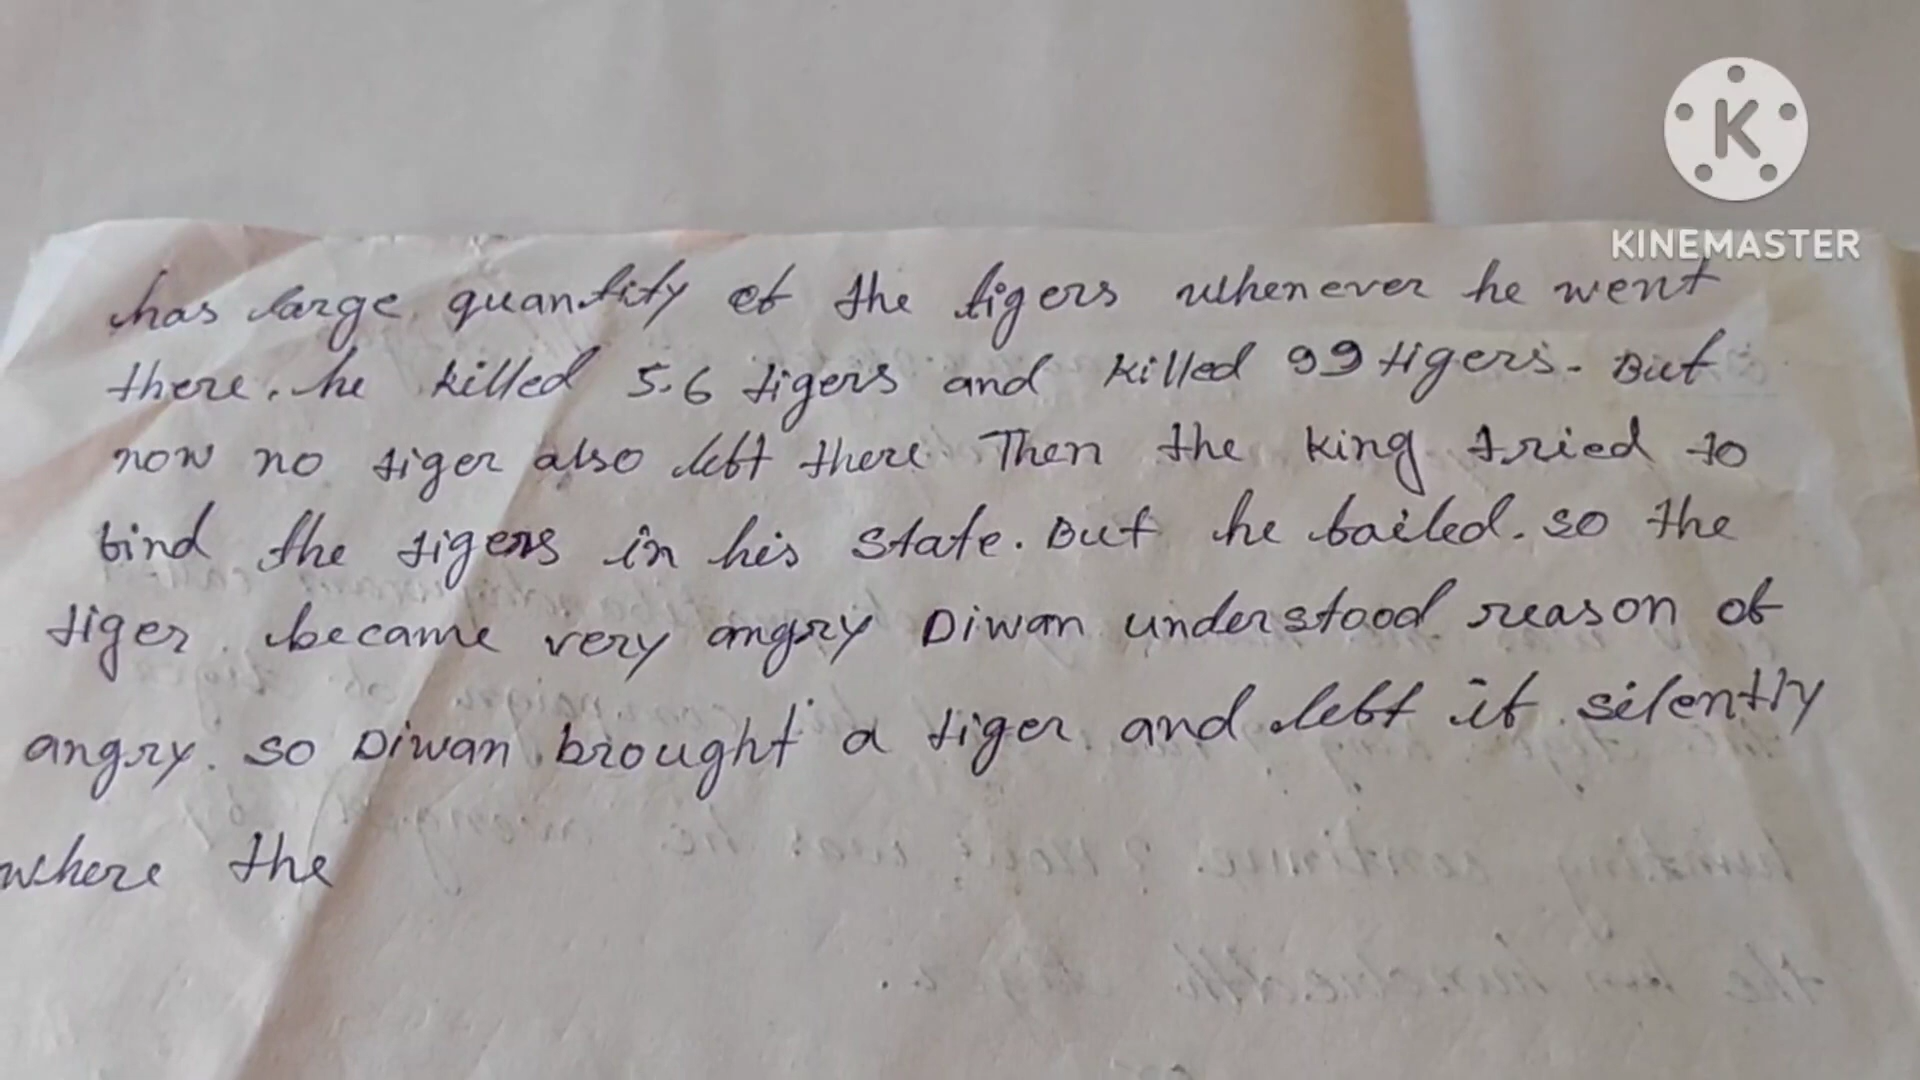 K
KINEMASTER
has large quantity of the tigers whenever he went
there. he killed 5.6 tigers and killed 99 tigers. But
now no tiger also left there Then the king tried to
find the tigers in his state. But he failed. so the
tiger became very angry Diwan understood reason of
angry. so Diwan brought a tiger and left it silently
where the